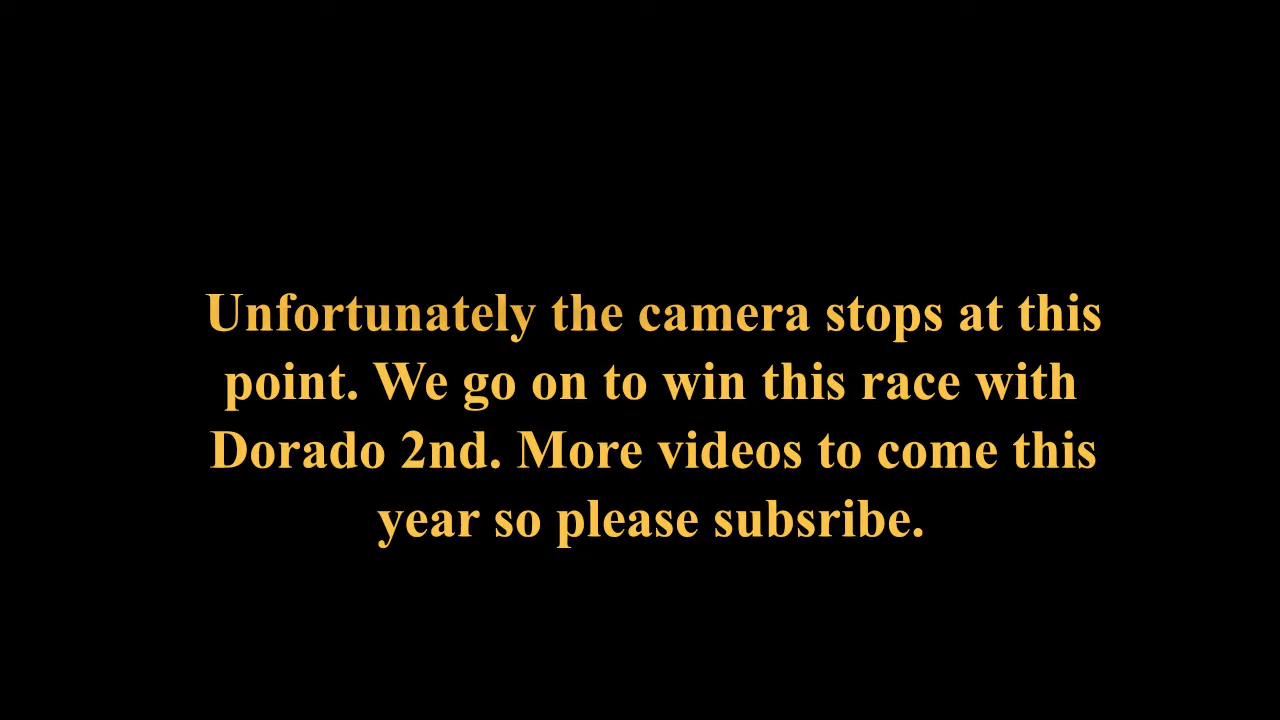 Unfortunately the camera stops at this
point. We go on to win this race with
Dorado 2nd. More videos to come this
year so please subsribe.